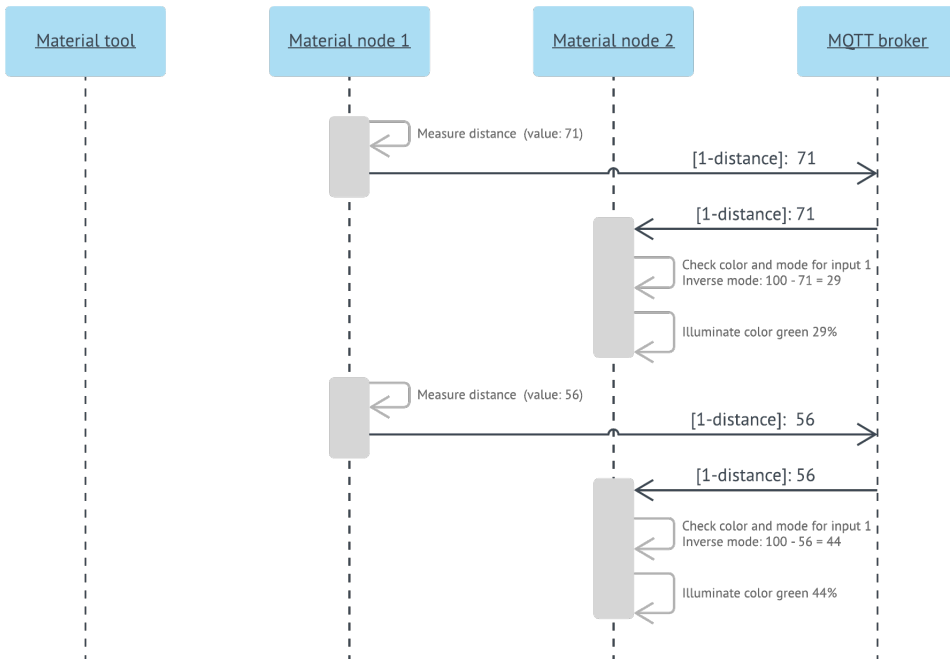 Material tool
Material node 1
Material node 2
MQTT broker
Measure distance (value: 71)
[1-distance]: 71
[1-distance]: 71
Check color and mode for input 1
Inverse mode: 100 - 71 = 29
Illuminate color green 29%
Measure distance (value: 56)
[1-distance]: 56
[1-distance]: 56
Check color and mode for input 1
Inverse mode: 100 - 56 = 44
Illuminate color green 44%